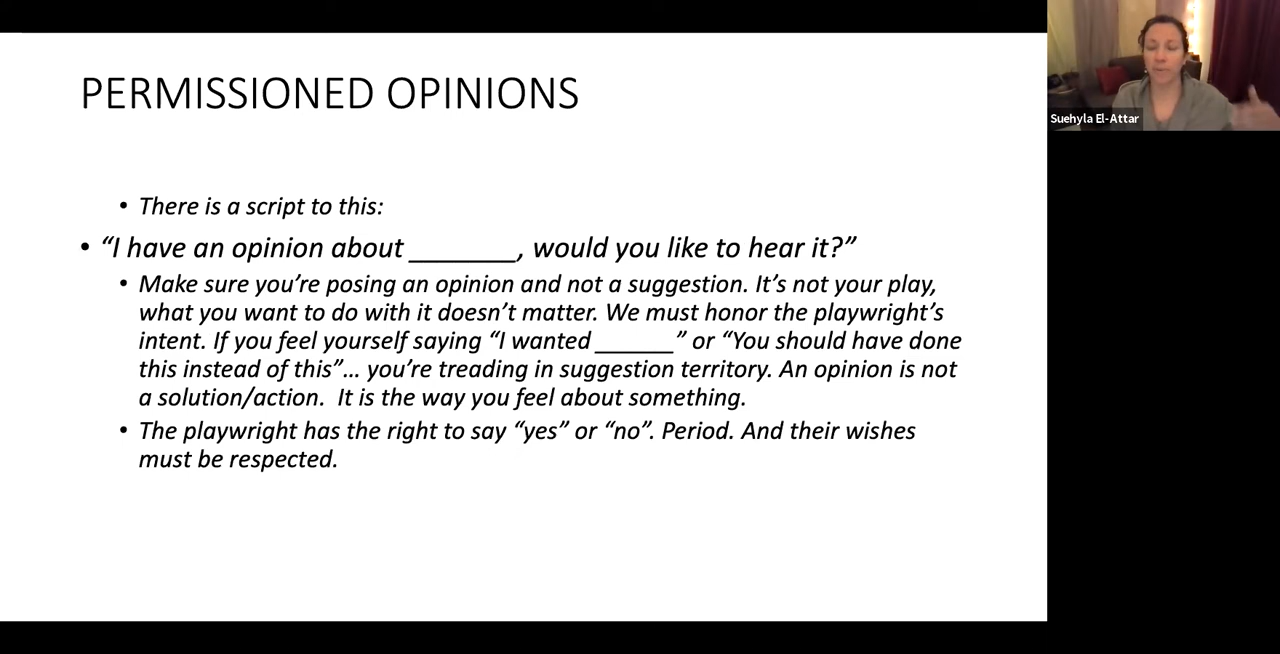 PERMISSIONED OPINIONS
• There is a script to this:
• “I have an opinion about ________, would you like to hear it?”
• Make sure you’re posing an opinion and not a suggestion. It’s not your play,
what you want to do with it doesn’t matter. We must honor the playwright’s
intent. If you feel yourself saying “I wanted ______” or “You should have done
this instead of this”… you’re treading in suggestion territory. An opinion is not
a solution/action. It is the way you feel about something.
• The playwright has the right to say “yes” or “no”. Period. And their wishes
must be respected.
Suehyla El-Attar